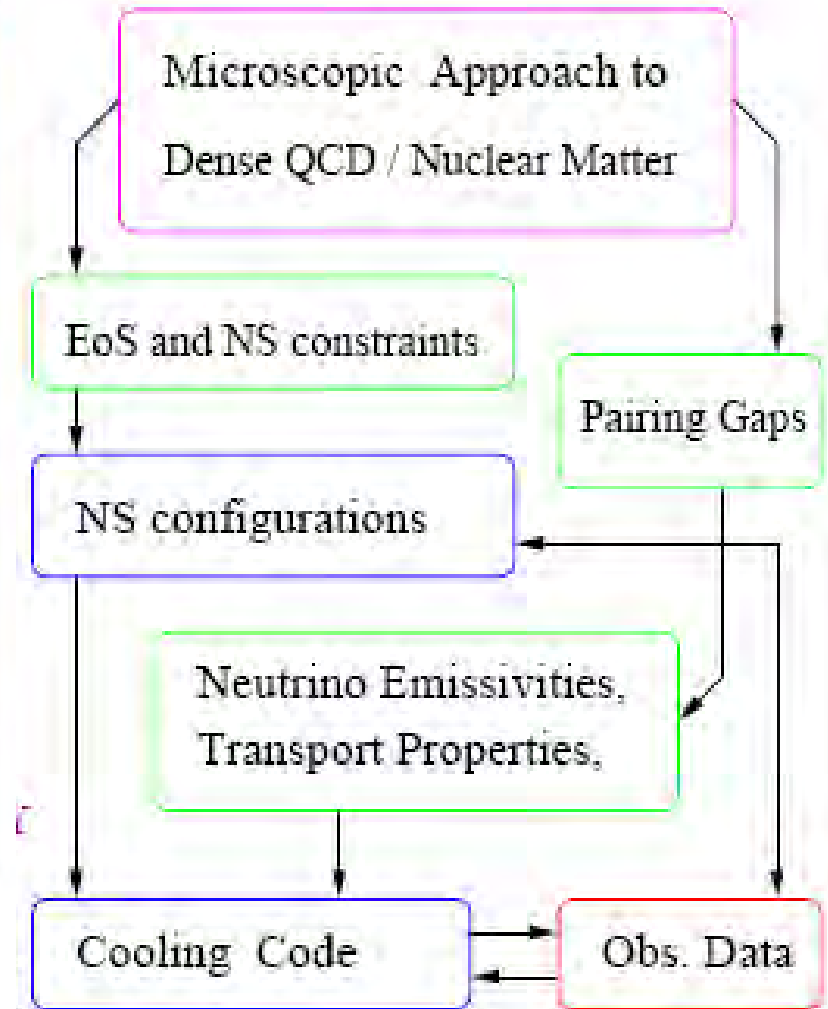 Microscopic Approach to
Dense QCD / Nuclear Matter
EoS and NS constraints
Pairing Gaps
NS configurations
Neutrino Emissivities,
Transport Properties,
Cooling Code
Obs. Data